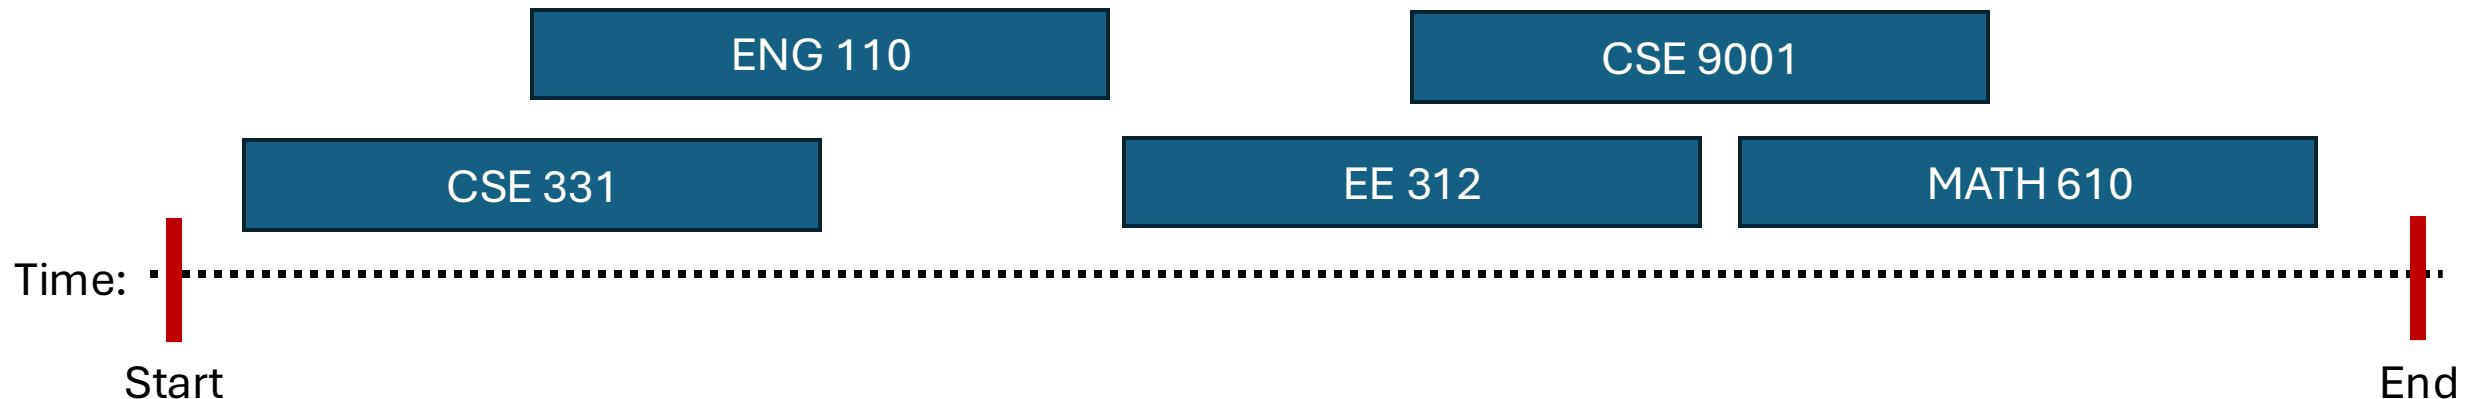 ENG 110
CSE 9001
CSE 331
EE 312
MATH 610
Time:
Start
End